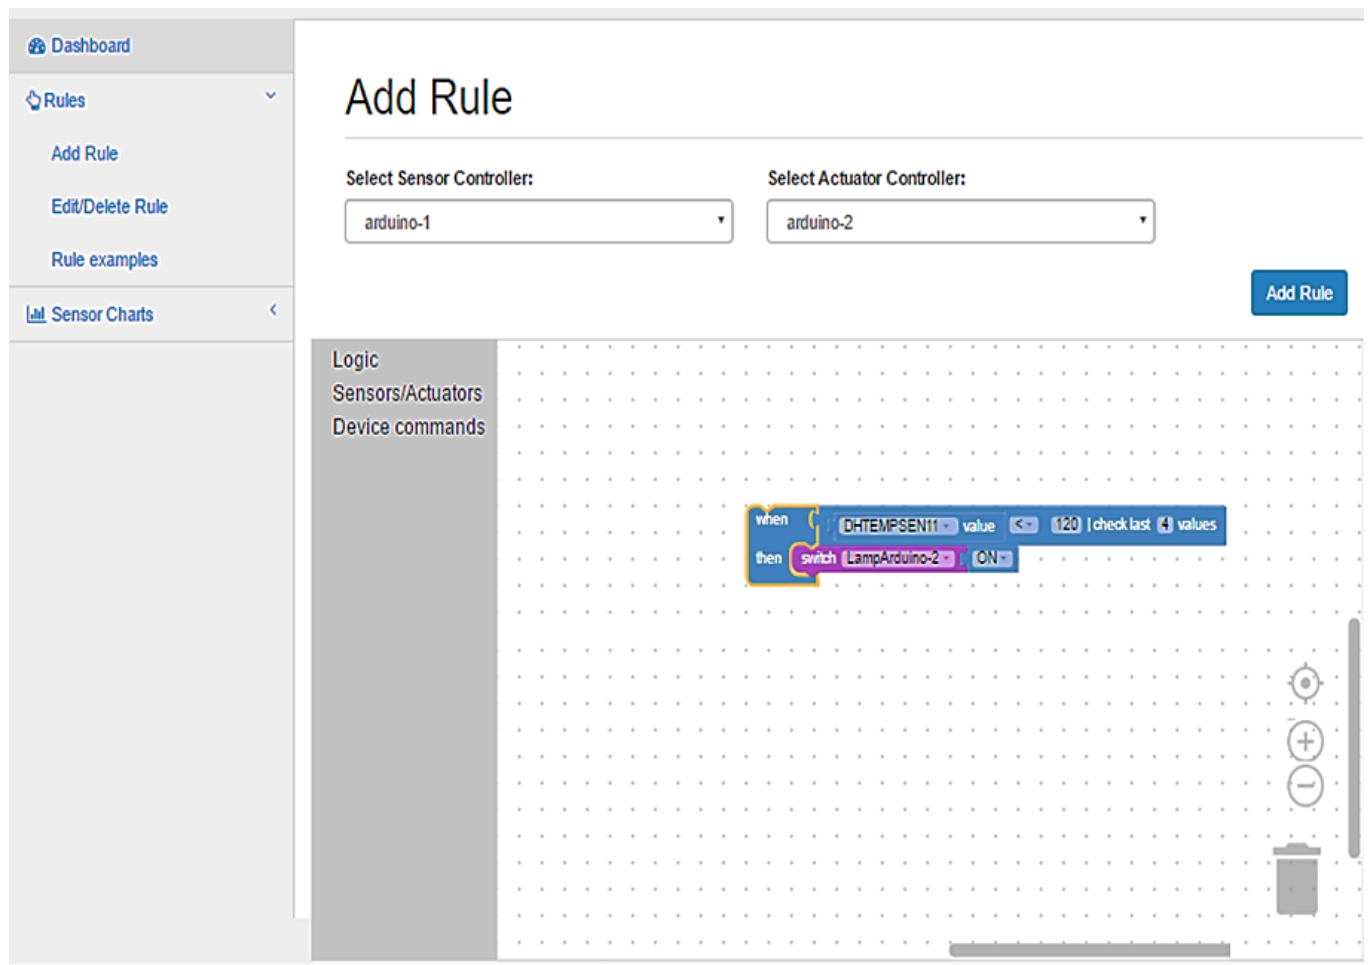 Dashboard
Rules
Add Rule
Edit/Delete Rule
Rule examples
Sensor Charts
Add Rule
Select Sensor Controller:
Select Actuator Controller:
arduino-1
arduino-2
Add Rule
Logic
Sensors/Actuators
Device commands
when DHTEMPSEN11 value < 120 | check last 4 values
then switch LampArduino-2 ON